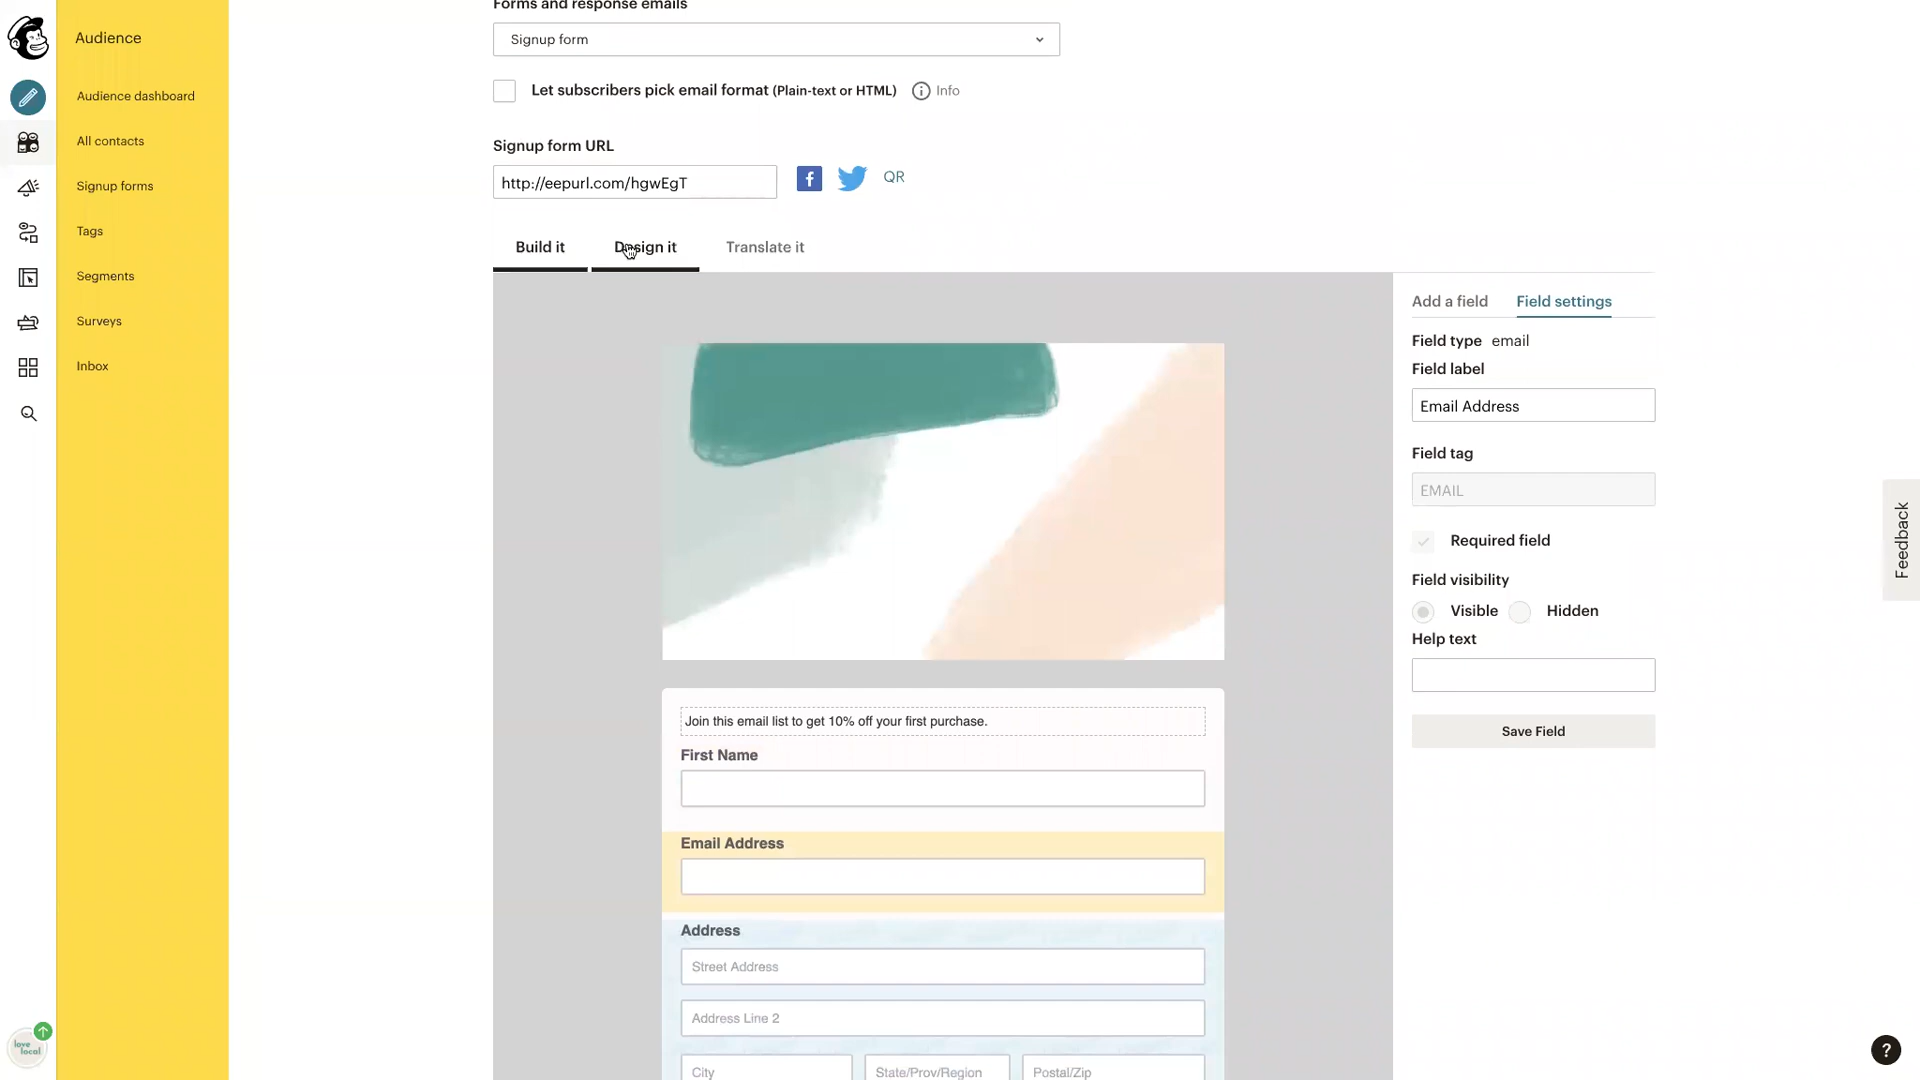 Audience
Audience dashboard
All contacts
Signup forms
Tags
Segments
Surveys
Inbox
love
local
Forms and response emails
Signup form
Let subscribers pick email format (Plain-text or HTML)
Info
Signup form URL
http://eepurl.com/hgwEgT
QR
Build it
Design it
Translate it
Join this email list to get 10% off your first purchase.
First Name
Email Address
Address
Street Address
Address Line 2
City
State/Prov/Region
Postal/Zip
Add a field
Field settings
Field type email
Field label
Email Address
Field tag
EMAIL
Required field
Field visibility
Visible
Hidden
Help text
Save Field
Feedback
?